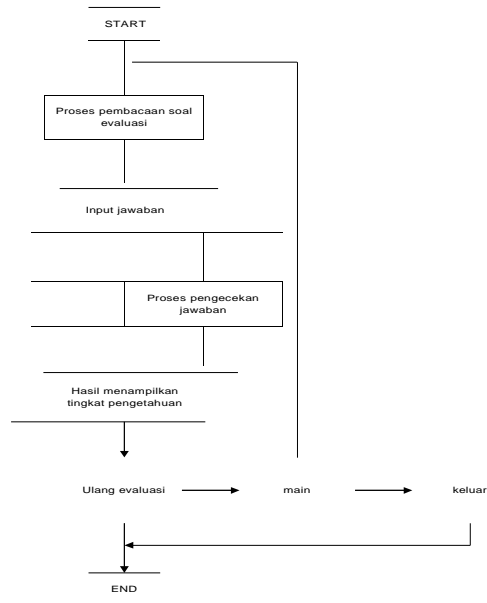 START
Proses pembacaan soal
evaluasi
Input jawaban
Proses pengecekan
jawaban
Hasil menampilkan
tingkat pengetahuan
Ulang evaluasi
main
keluar
END